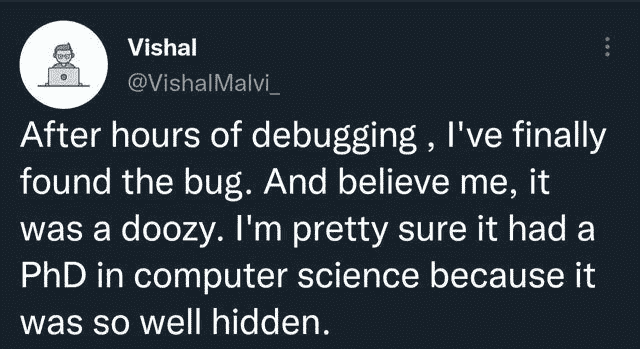 Vishal
@VishalMalvi_
After hours of debugging , I've finally
found the bug. And believe me, it
was a doozy. I'm pretty sure it had a
PhD in computer science because it
was so well hidden.